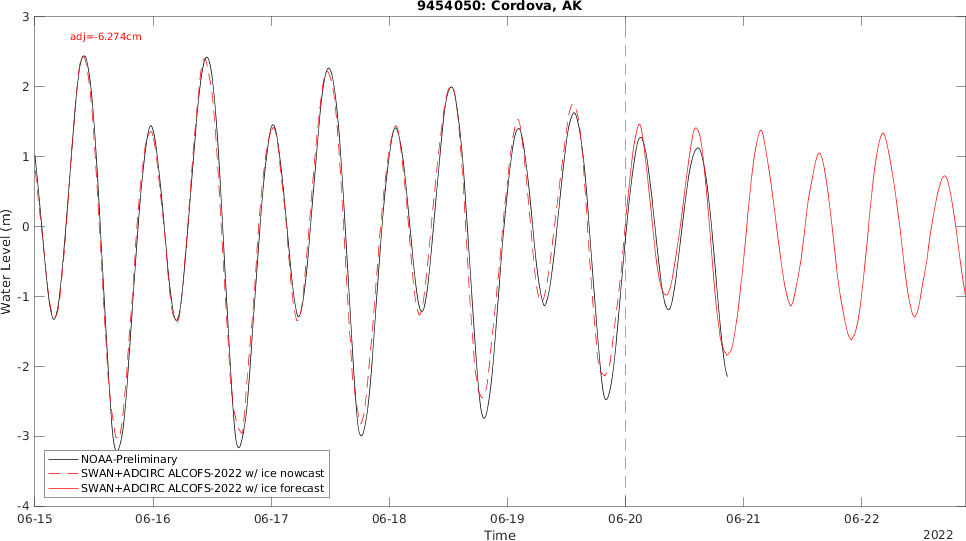 9454050: Cordova, AK
adj=-6.274cm
3
2
1
0
-1
-2
-3
-4
Water Level (m)
NOAA-Preliminary
SWAN+ADCIRC ALCOFS-2022 w/ ice nowcast
SWAN+ADCIRC ALCOFS-2022 w/ ice forecast
06-15 06-16 06-17 06-18 06-19 06-20 06-21 06-22
Time
2022